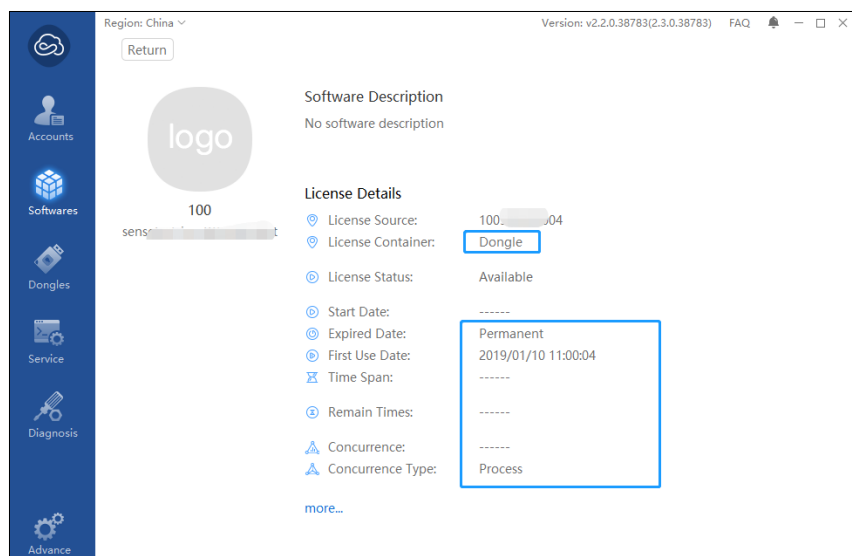 Region: China
Version: v2.2.0.38783(2.3.0.38783) FAQ
Return
Accounts
Softwares
Dongles
Service
Diagnosis
Advance
logo
100
Software Description
No software description
License Details
License Source:
License Container: Dongle
License Status: Available
Start Date: ------
Expired Date: Permanent
First Use Date: 2019/01/10 11:00:04
Time Span: ------
Remain Times: ------
Concurrence: ------
Concurrence Type: Process
more...